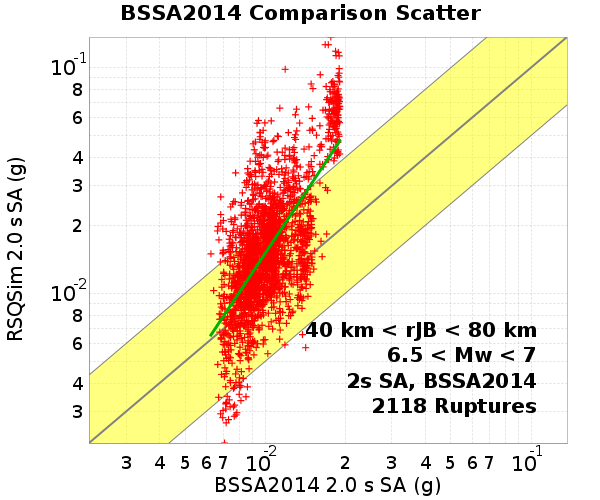 BSSA2014 Comparison Scatter
RSQSim 2.0 s SA (g)
10-1
8
6
4
3
2
10-2
8
6
4
3
40 km < rJB < 80 km
6.5 < Mw < 7
2s SA, BSSA2014
2118 Ruptures
3 4 5 6 7 10-2 2 3 4 5 6 7 10-1
BSSA2014 2.0 s SA (g)